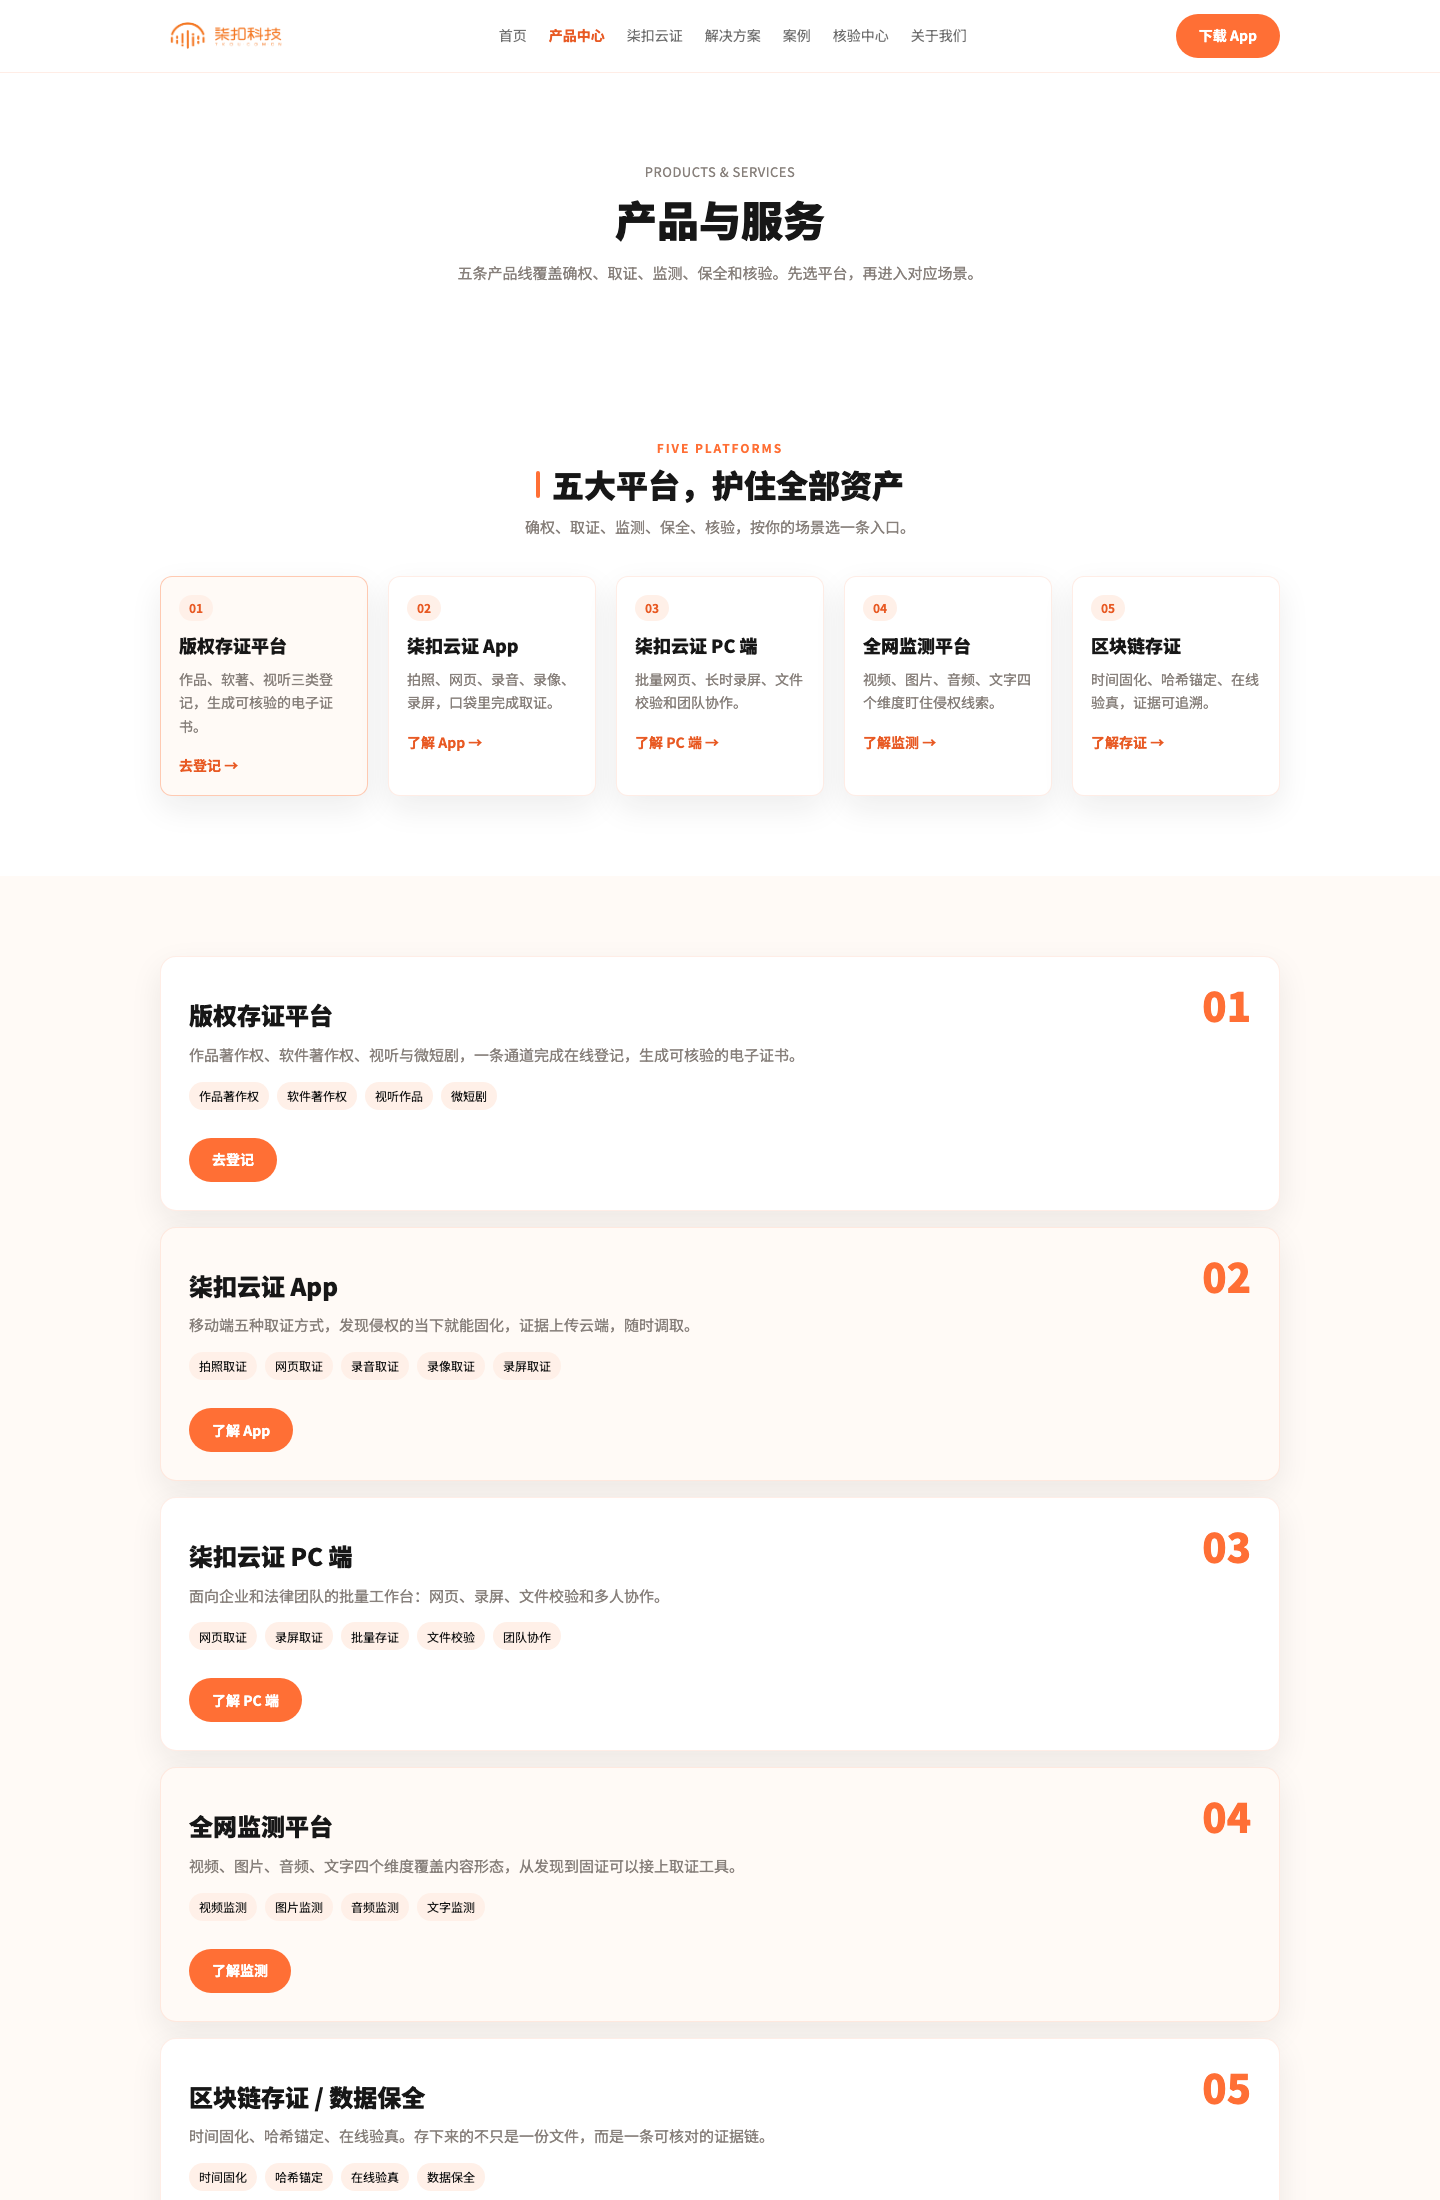 柒扣科技
首页 产品中心 柒扣云证 解决方案 案例 核验中心 关于我们
下载 App
PRODUCTS & SERVICES
产品与服务
五条产品线覆盖确权、取证、监测、保全和核验。先选平台，再进入对应场景。
FIVE PLATFORMS
五大平台，护住全部资产
确权、取证、监测、保全、核验，按你的场景选一条入口。
01
版权存证平台
作品、软著、视听三类登
记，生成可核验的电子证
书。
去登记 →
02
柒扣云证 App
拍照、网页、录音、录像、
录屏，口袋里完成取证。
了解 App →
03
柒扣云证 PC 端
批量网页、长时录屏、文件
校验和团队协作。
了解 PC 端 →
04
全网监测平台
视频、图片、音频、文字四
个维度盯住侵权线索。
了解监测 →
05
区块链存证
时间固化、哈希锚定、在线
验真，证据可追溯。
了解存证 →
版权存证平台
01
作品著作权、软件著作权、视听与微短剧，一条通道完成在线登记，生成可核验的电子证书。
作品著作权 软件著作权 视听作品 微短剧
去登记
柒扣云证 App
02
移动端五种取证方式，发现侵权的当下就能固化，证据上传云端，随时调取。
拍照取证 网页取证 录音取证 录像取证 录屏取证
了解 App
柒扣云证 PC 端
03
面向企业和法律团队的批量工作台：网页、录屏、文件校验和多人协作。
网页取证 录屏取证 批量存证 文件校验 团队协作
了解 PC 端
全网监测平台
04
视频、图片、音频、文字四个维度覆盖内容形态，从发现到固证可以接上取证工具。
视频监测 图片监测 音频监测 文字监测
了解监测
区块链存证 / 数据保全
05
时间固化、哈希锚定、在线验真。存下来的不只是一份文件，而是一条可核对的证据链。
时间固化 哈希锚定 在线验真 数据保全